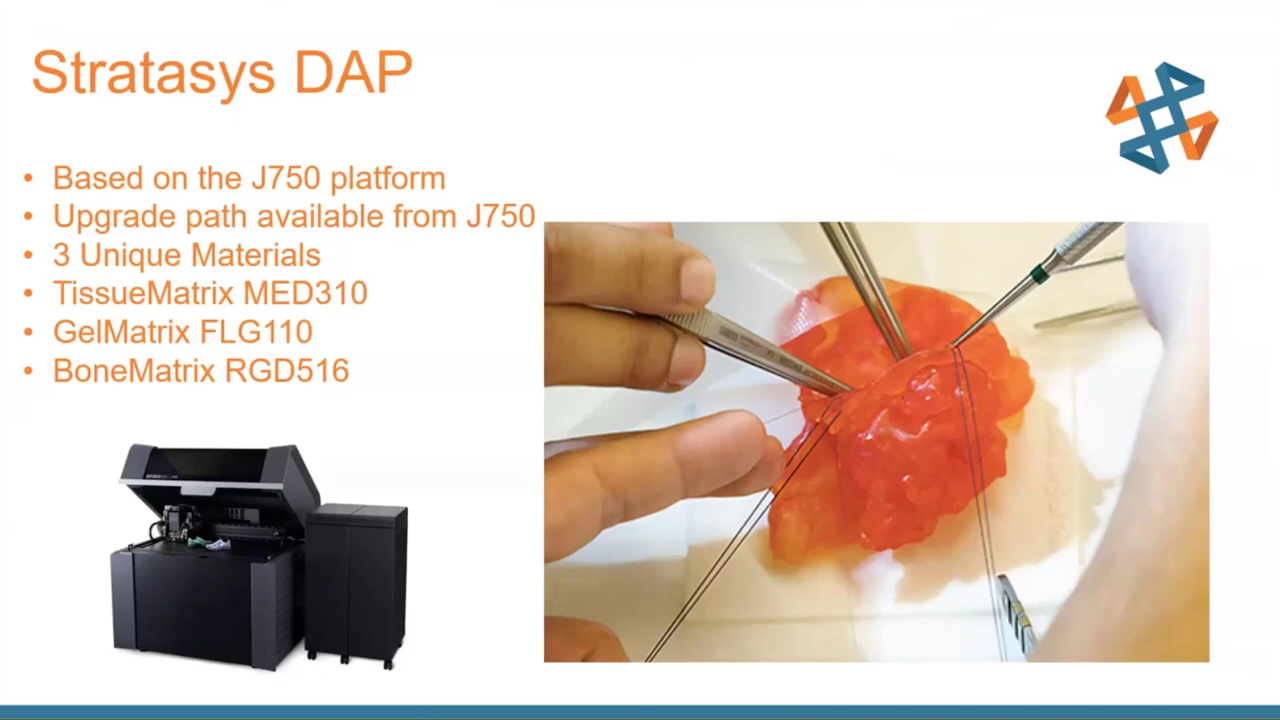 Stratasys DAP
• Based on the J750 platform
• Upgrade path available from J750
• 3 Unique Materials
• TissueMatrix MED310
• GelMatrix FLG110
• BoneMatrix RGD516